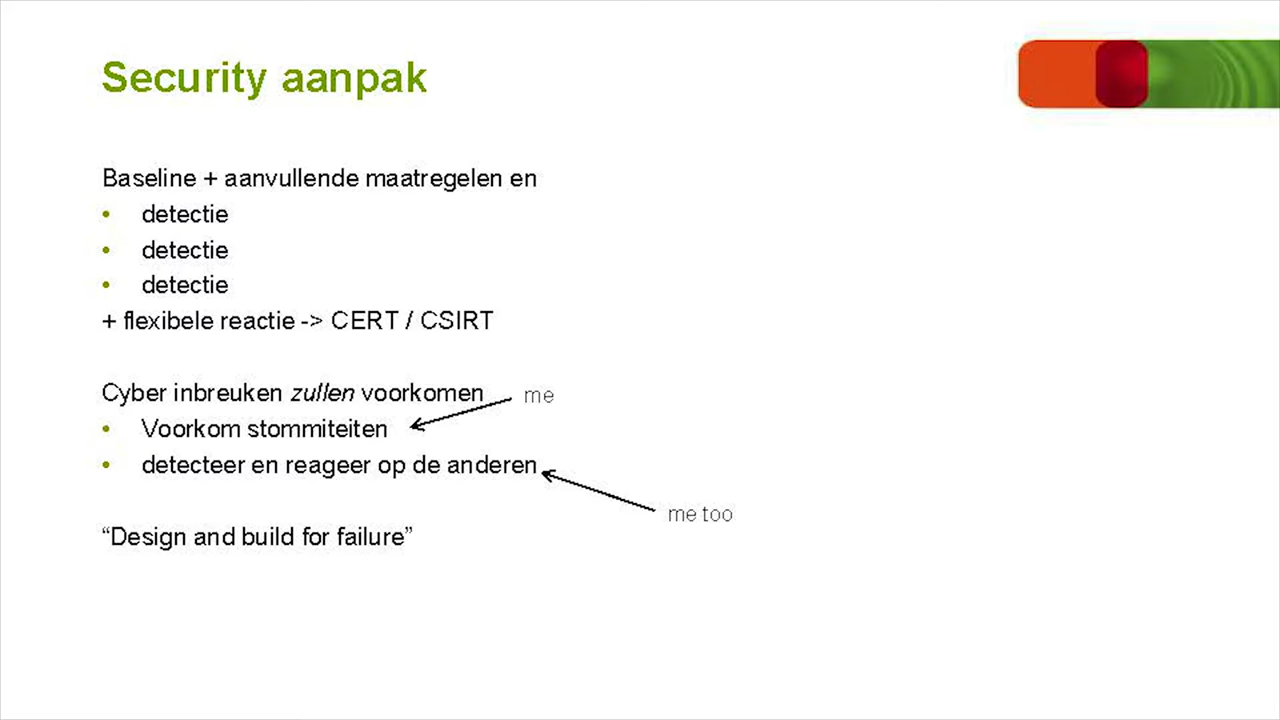 Security aanpak
Baseline + aanvullende maatregelen en
• detectie
• detectie
• detectie
+ flexibele reactie -> CERT / CSIRT
Cyber inbreuken zullen voorkomen
me
• Voorkom stommiteiten
• detecteer en reageer op de anderen
me too
“Design and build for failure”